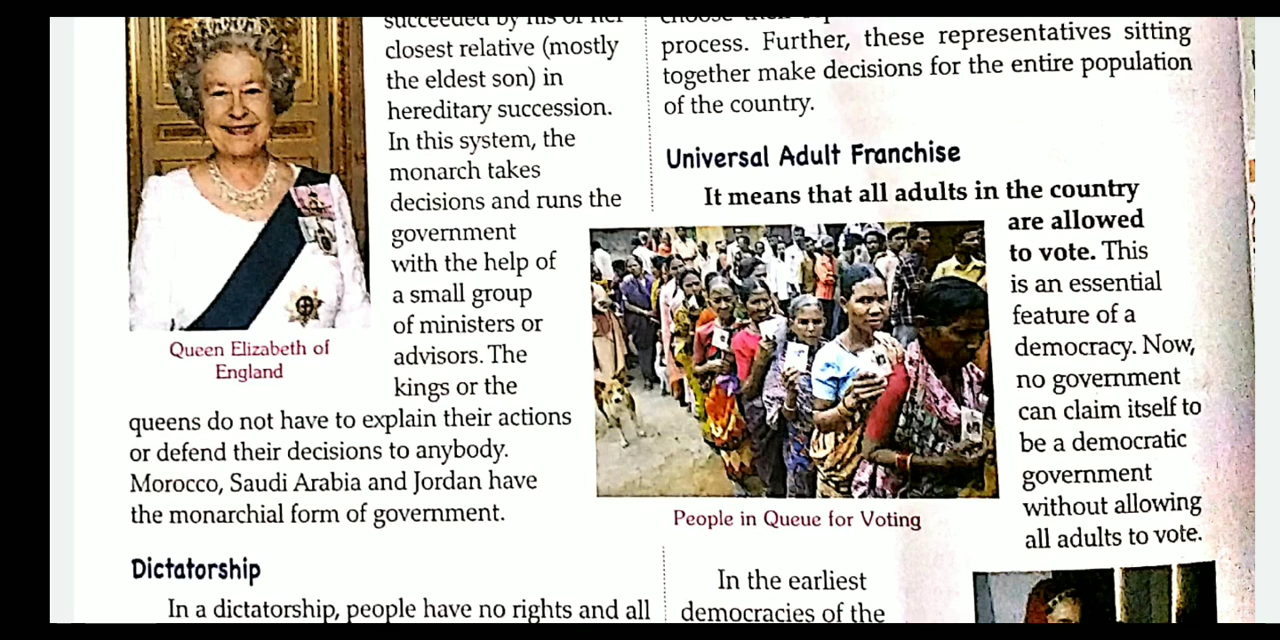 succeeded by his or her
closest relative (mostly
the eldest son) in
hereditary succession.
In this system, the
monarch takes
decisions and runs the
government
with the help of
a small group
of ministers or
advisors. The
kings or the
Queen Elizabeth of
England
queens do not have to explain their actions
or defend their decisions to anybody.
Morocco, Saudi Arabia and Jordan have
the monarchial form of government.
Dictatorship
In a dictatorship, people have no rights and all
process. Further, these representatives sitting
together make decisions for the entire population
of the country.
Universal Adult Franchise
It means that all adults in the country
are allowed
to vote. This
is an essential
feature of a
democracy. Now,
no government
can claim itself to
be a democratic
government
without allowing
all adults to vote.
People in Queue for Voting
In the earliest
democracies of the